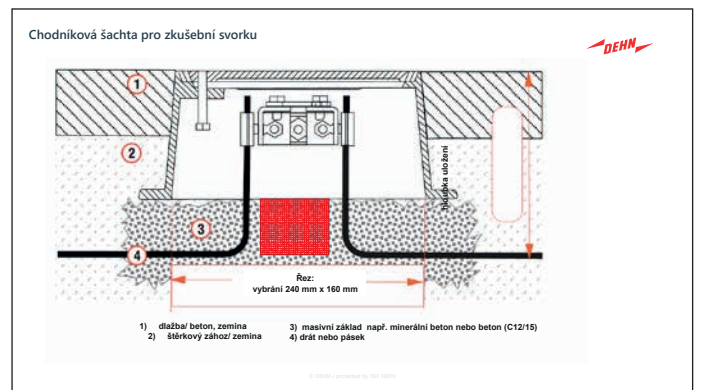 Chodníková šachta pro zkušební svorku
DEHN
1
2
hloubka uložení
3
4
Řez:
vybrání 240 mm x 160 mm
1) dlažba/ beton, zemina
2) štěrkový zához/ zemina
3) masivní základ např. minerální beton nebo beton (C12/15)
4) drát nebo pásek